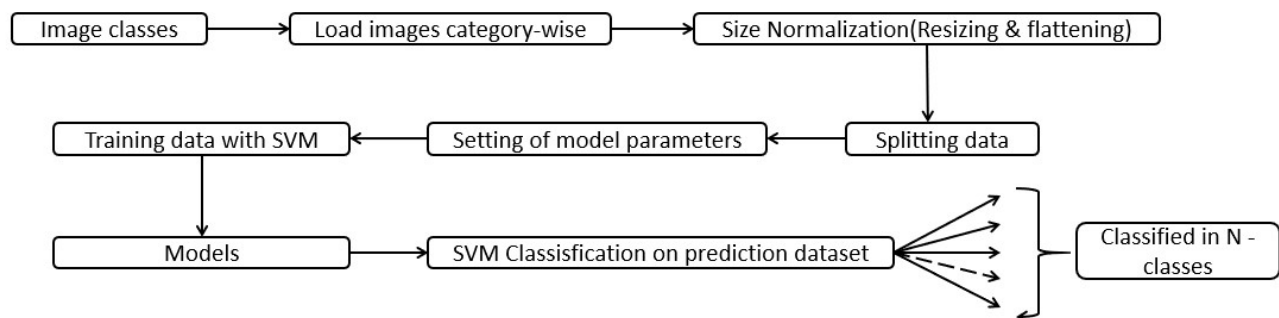 Image classes
Load images category-wise
Size Normalization(Resizing & flattening)
Training data with SVM
Setting of model parameters
Splitting data
Models
SVM Classisfication on prediction dataset
Classified in N -
classes